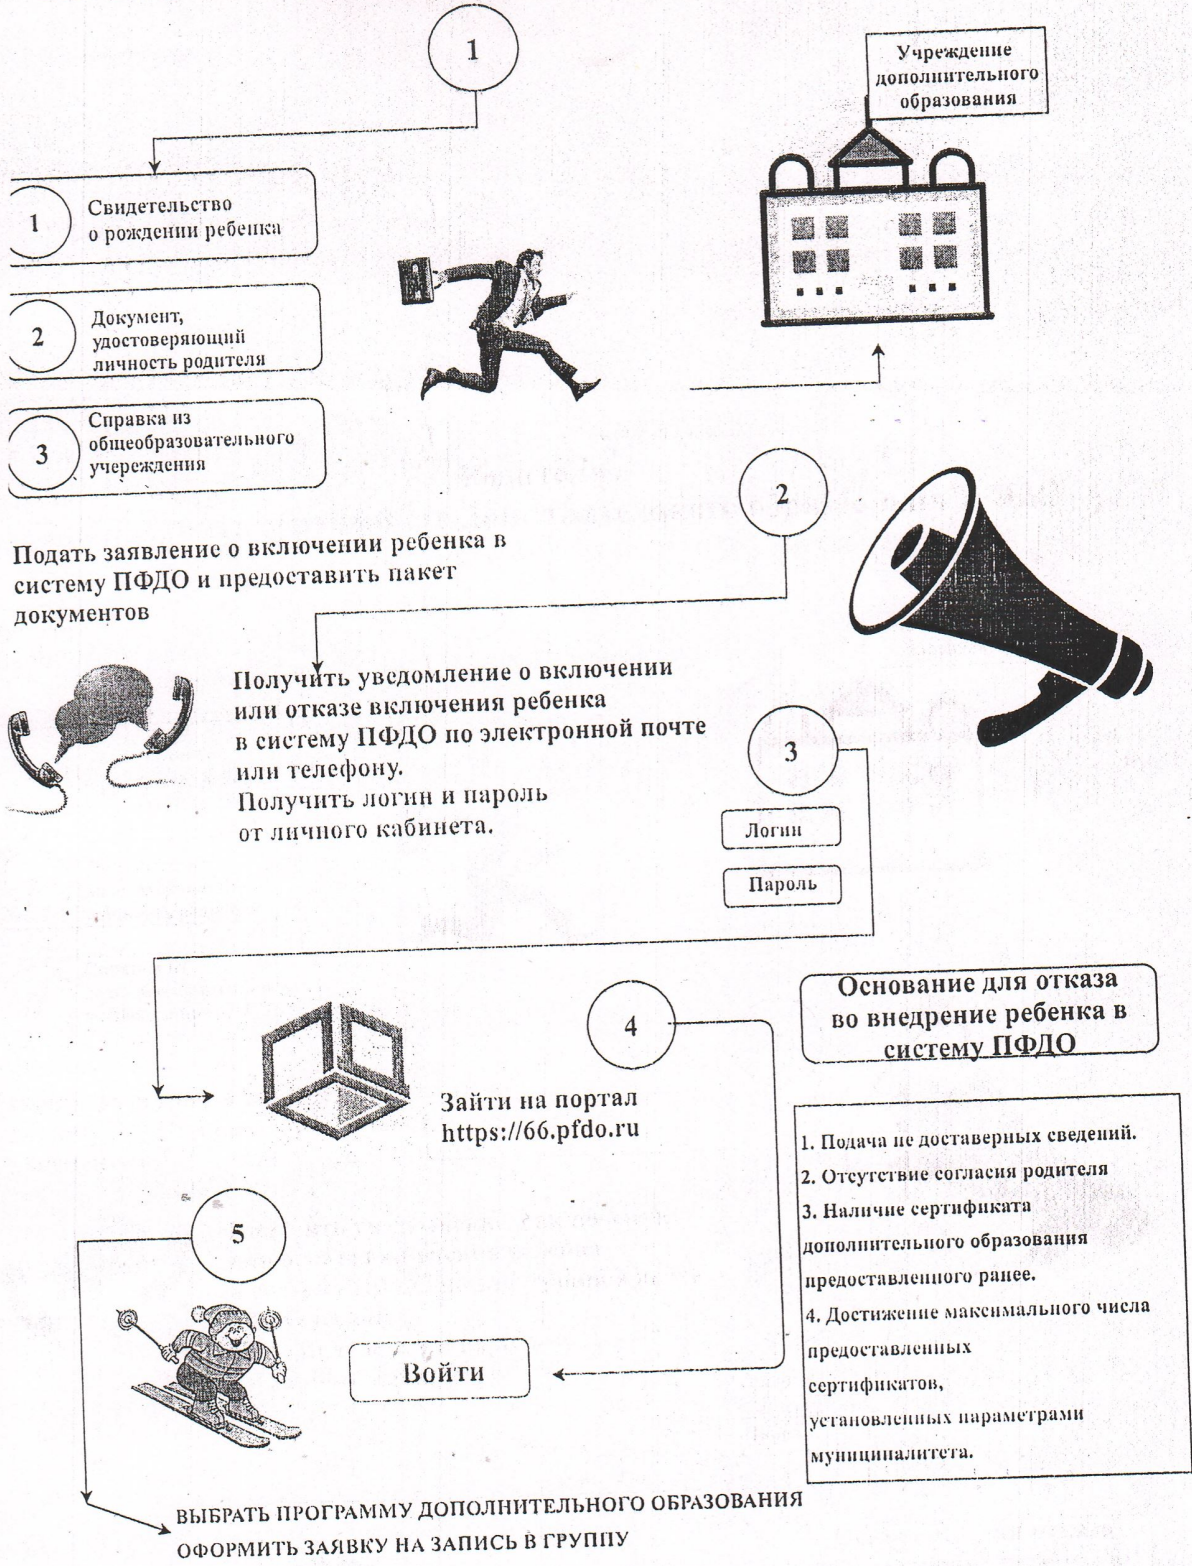 1
Учреждение
дополнительного
образования
1
Свидетельство
о рождении ребенка
2
Документ,
удостоверяющий
личность родителя
3
Справка из
общеобразовательного
учереждения
Подать заявление о включении ребенка в
систему ПФДО и предоставить пакет
документов
2
Получить уведомление о включении
или отказе включения ребенка
в систему ПФДО по электронной почте
или телефону.
Получить логин и пароль
от личного кабинета.
3
Логин
Пароль
4
Зайти на портал
https://66.pfdo.ru
Основание для отказа
во внедрение ребенка в
систему ПФДО
1. Подача не доставерных сведений.
2. Отсутствие согласия родителя
3. Наличие сертификата
дополнительного образования
предоставленного ранее.
4. Достижение максимального числа
предоставленных
сертификатов,
установленных параметрами
муниципалитета.
5
Войти
ВЫБРАТЬ ПРОГРАММУ ДОПОЛНИТЕЛЬНОГО ОБРАЗОВАНИЯ
ОФОРМИТЬ ЗАЯВКУ НА ЗАПИСЬ В ГРУППУ